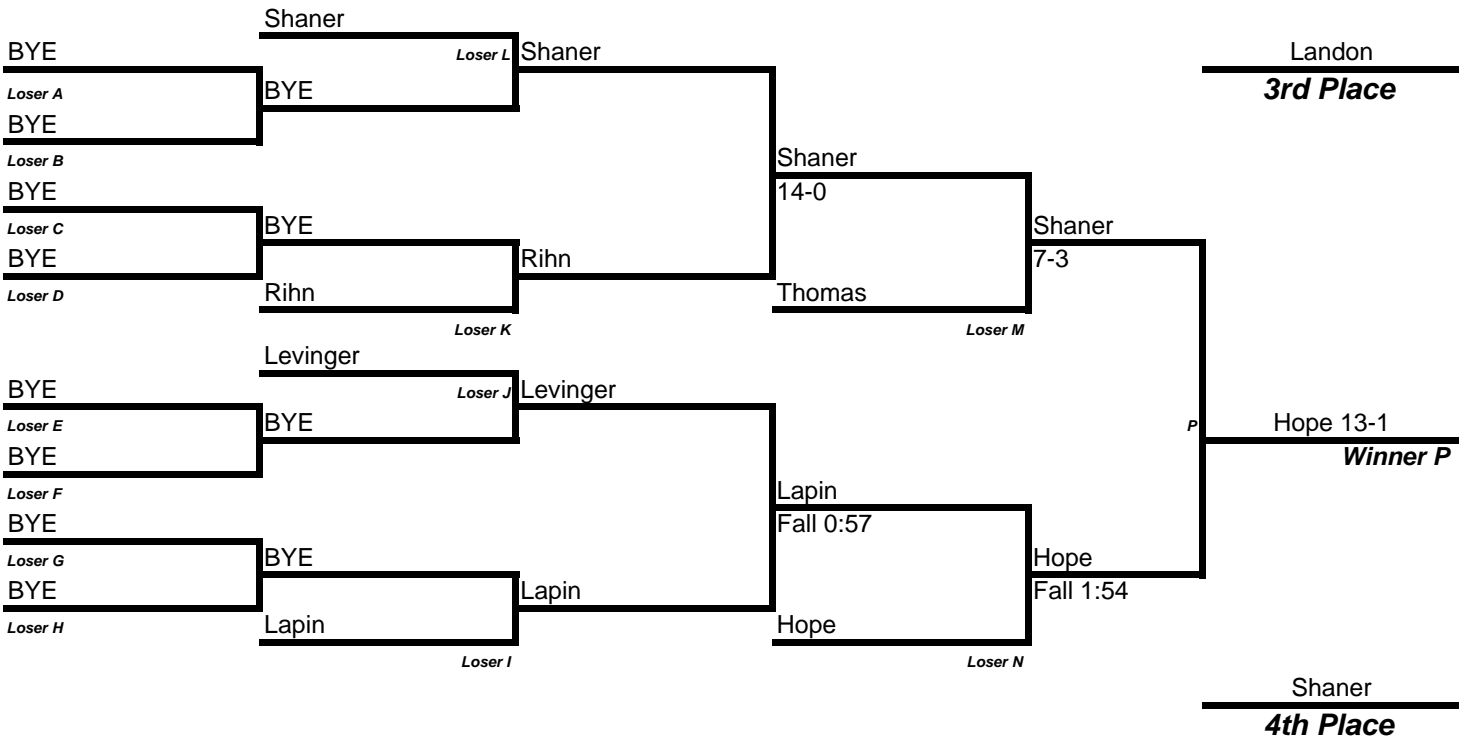 Shaner
BYE
Loser L
Shaner
Landon
Loser A
BYE
3rd Place
BYE
Loser B
Shaner
BYE
14-0
Loser C
BYE
Shaner
BYE
Rihn
7-3
Loser D
Rihn
Thomas
Loser K
Loser M
Levinger
BYE
Loser J
Levinger
Loser E
BYE
P
Hope 13-1
BYE
Winner P
Loser F
Lapin
BYE
Fall 0:57
Loser G
BYE
Hope
BYE
Lapin
Fall 1:54
Loser H
Lapin
Hope
Loser I
Loser N
Shaner
4th Place